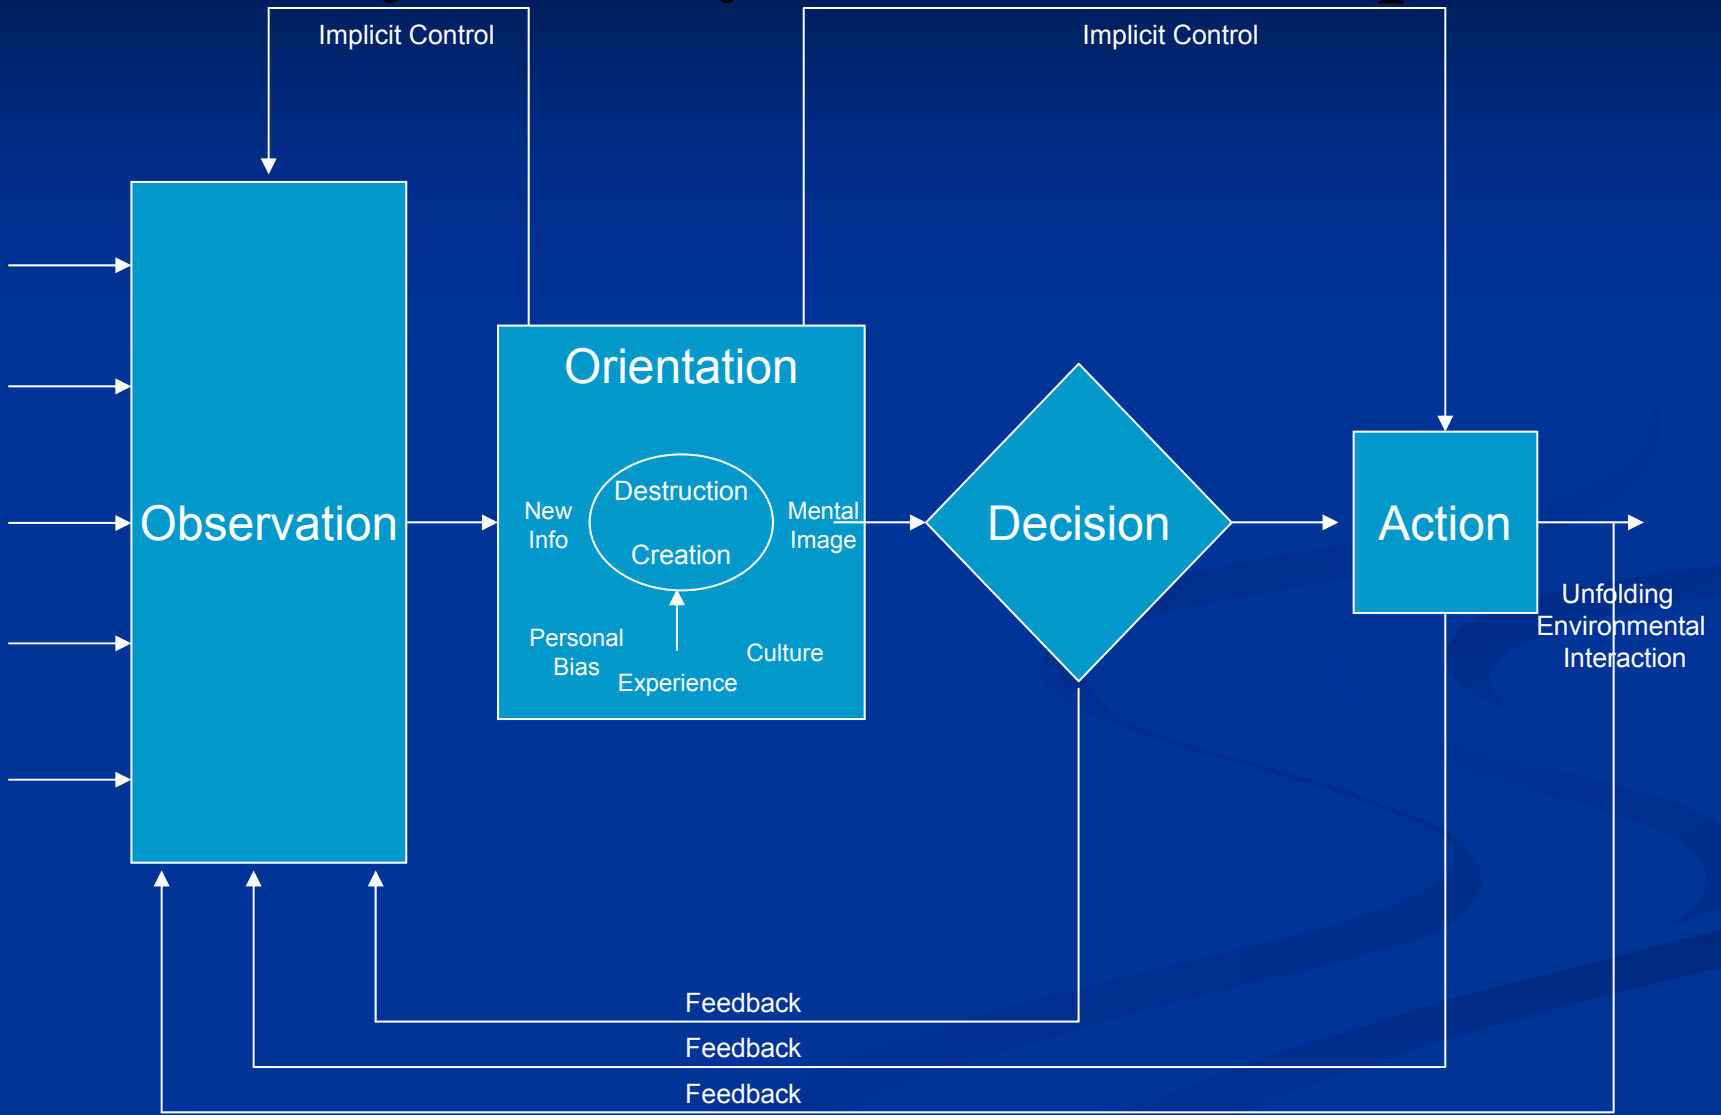 Implicit Control
Implicit Control
Orientation
Observation
New
Info
Destruction
Creation
Mental
Image
Personal
Bias
Experience
Culture
Decision
Action
Unfolding
Environmental
Interaction
Feedback
Feedback
Feedback